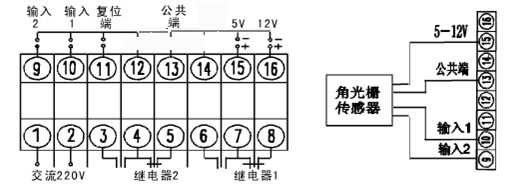 输入 输入 复位 公共
2 1 端 端 5V 12V
- + - +
9 10 11 12 13 14 15 16
1 2 3 4 5 6 7 8
交流220V 继电器2 继电器1
角光栅
传感器
5-12V
公共端
输入1
输入2
16
15
14
13
12
11
10
9